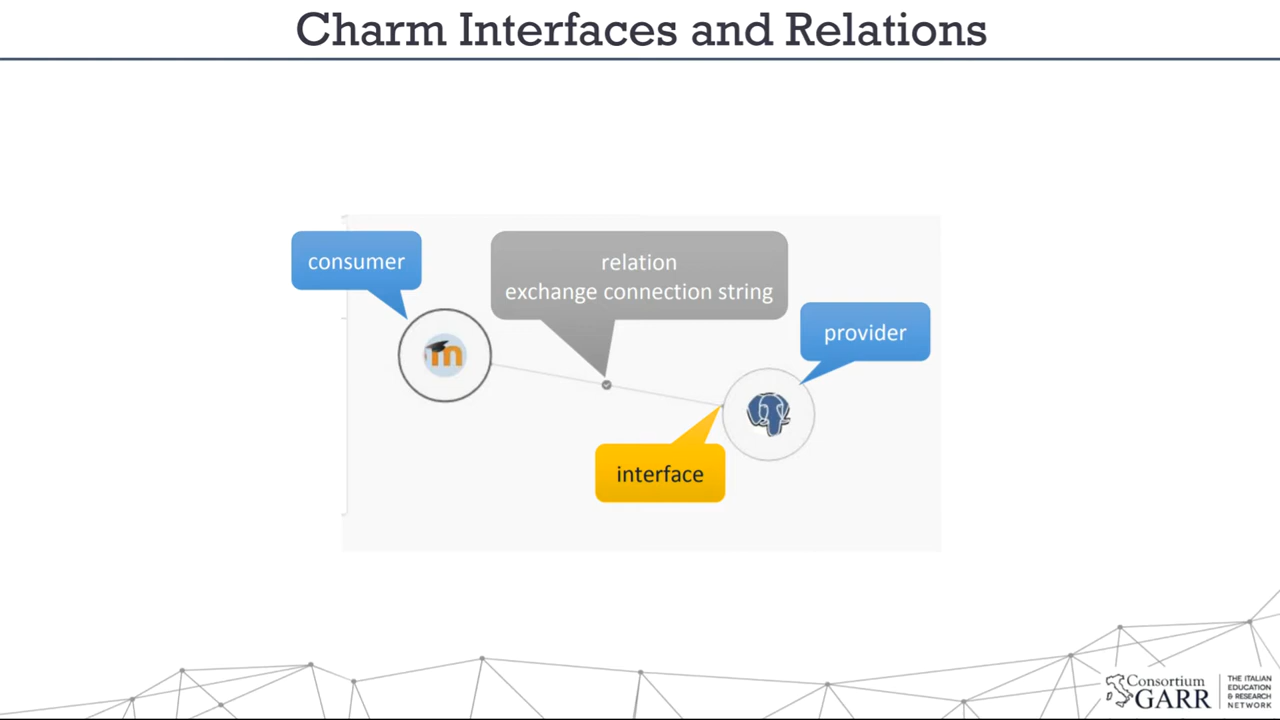 Charm Interfaces and Relations
consumer
relation
exchange connection string
provider
m
interface
Consortium
GARR
THE ITALIAN
EDUCATION
& RESEARCH
NETWORK